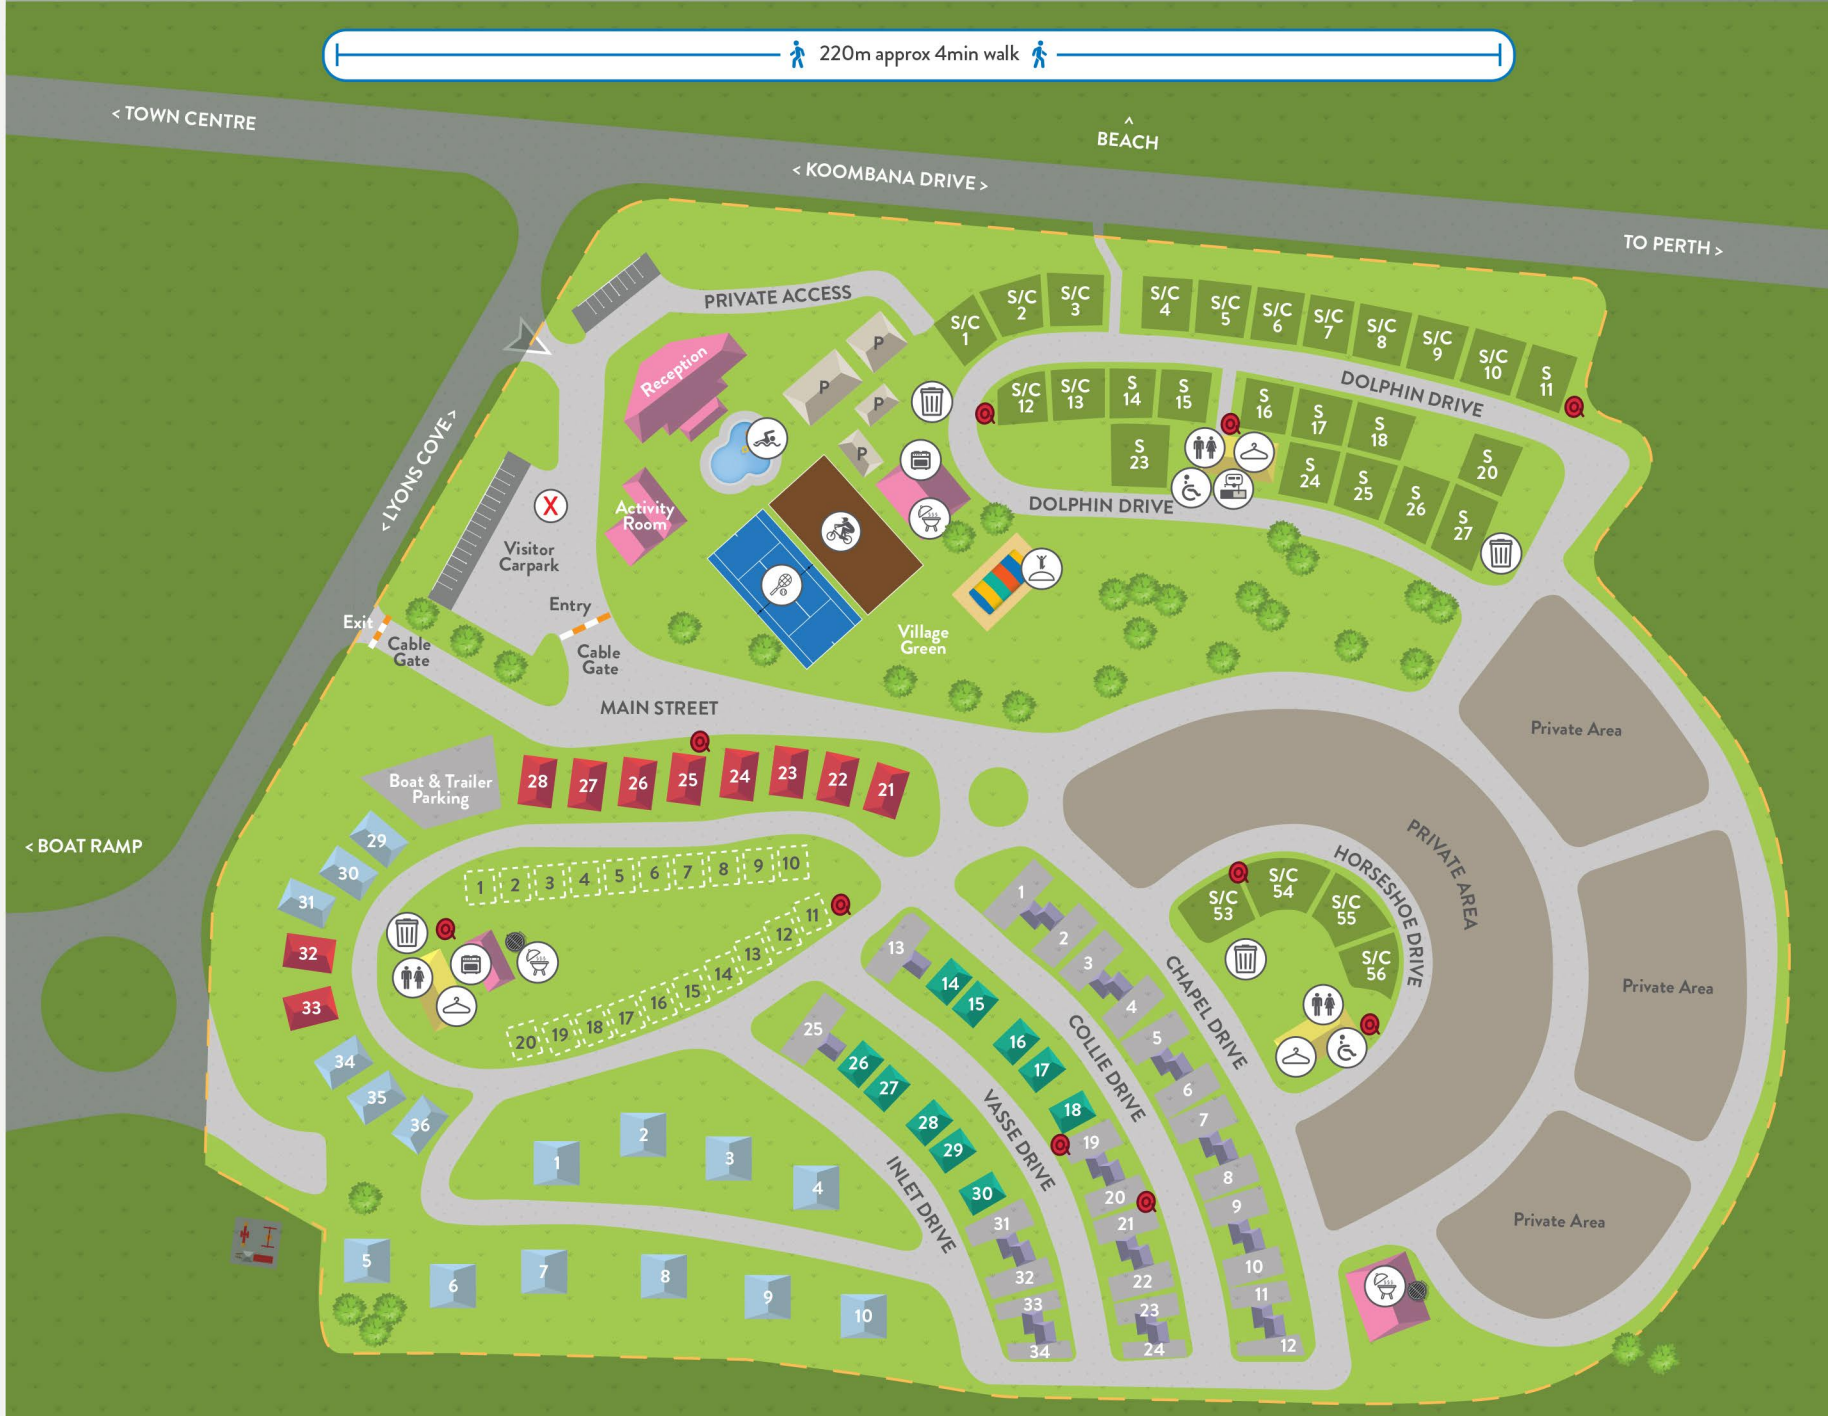 220m approx 4min walk
< TOWN CENTRE
^
BEACH
< KOOMBANA DRIVE >
TO PERTH >
PRIVATE ACCESS
S/C
1
S/C
2
S/C
3
S/C
4
S/C
5
S/C
6
S/C
7
S/C
8
S/C
9
S/C
10
S
11
DOLPHIN DRIVE
Reception
P
P
P
P
S/C
12
S/C
13
S
14
S
15
S
16
S
17
S
18
S
20
S
23
S
24
S
25
S
26
S
27
DOLPHIN DRIVE
< LYONS COVE >
X
Visitor
Carpark
Activity
Room
Entry
Exit
Cable
Gate
Cable
Gate
Village
Green
MAIN STREET
Private Area
Boat & Trailer
Parking
28
27
26
25
24
23
22
21
< BOAT RAMP
29
30
31
32
33
34
35
36
1
2
3
4
5
6
7
8
9
10
11
12
13
14
15
16
17
18
19
20
PRIVATE AREA
HORSESHOE DRIVE
S/C
53
S/C
54
S/C
55
S/C
56
Private Area
Private Area
CHAPEL DRIVE
1
2
3
4
5
6
7
8
9
10
11
12
COLLIE DRIVE
13
14
15
16
17
18
19
20
21
22
23
24
VASSE DRIVE
25
26
27
28
29
30
31
32
33
34
INLET DRIVE
1
2
3
4
5
6
7
8
9
10